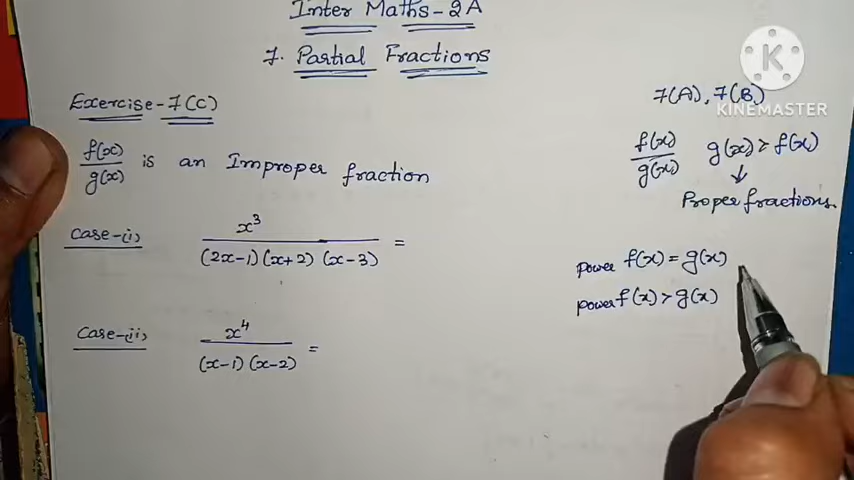 Inter Maths-2A
7. Partial Fractions
Exercise-7(C)
f(x)/g(x) is an Improper fraction
Case-(i) x³/((2x-1)(x+2)(x-3)) =
Case-(ii) x⁴/((x-1)(x-2)) =
7(A), 7(B)
KINEMASTER
f(x)/g(x) g(x) > f(x)
↓
Proper fractions.
power f(x) = g(x)
power f(x) > g(x)